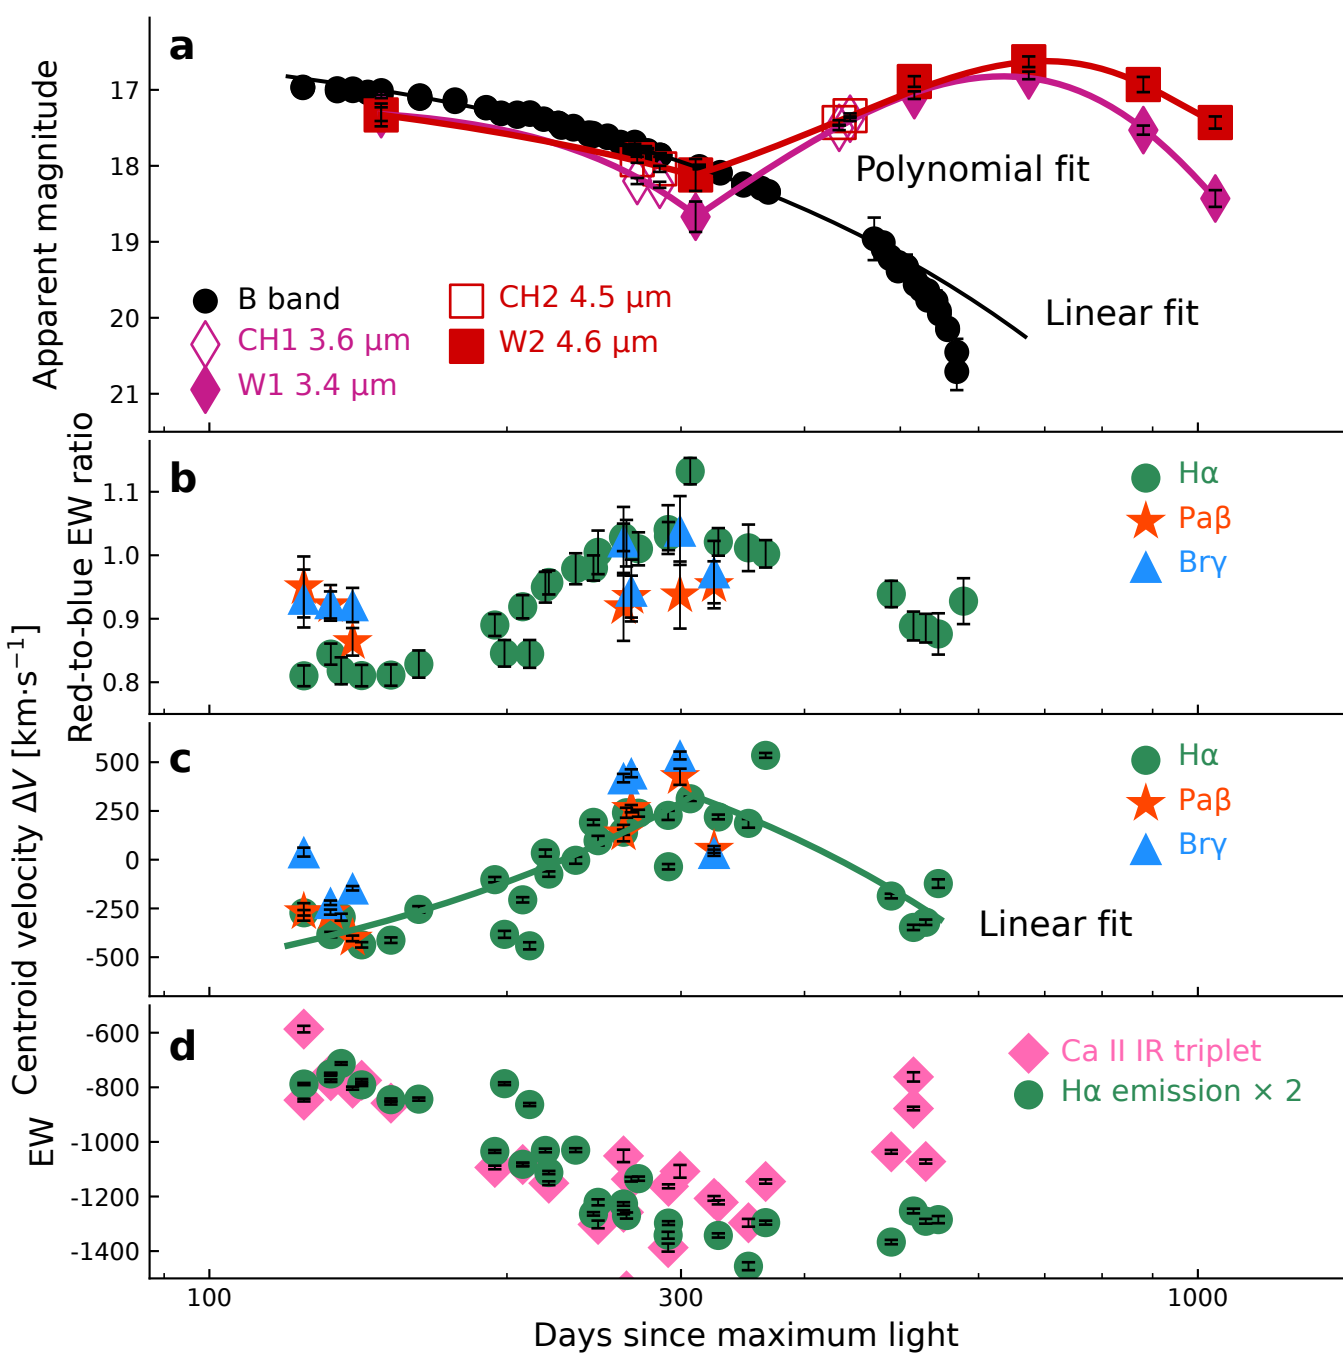 a
Apparent magnitude
17
18
19
20
21
Polynomial fit
Linear fit
B band
CH1 3.6 μm
W1 3.4 μm
CH2 4.5 μm
W2 4.6 μm
b
Red-to-blue EW ratio
1.1
1.0
0.9
0.8
Hα
Paβ
Brγ
c
Centroid velocity ΔV [km·s⁻¹]
500
250
0
-250
-500
Hα
Paβ
Brγ
Linear fit
d
EW
-600
-800
-1000
-1200
-1400
Ca II IR triplet
Hα emission × 2
100
300
1000
Days since maximum light